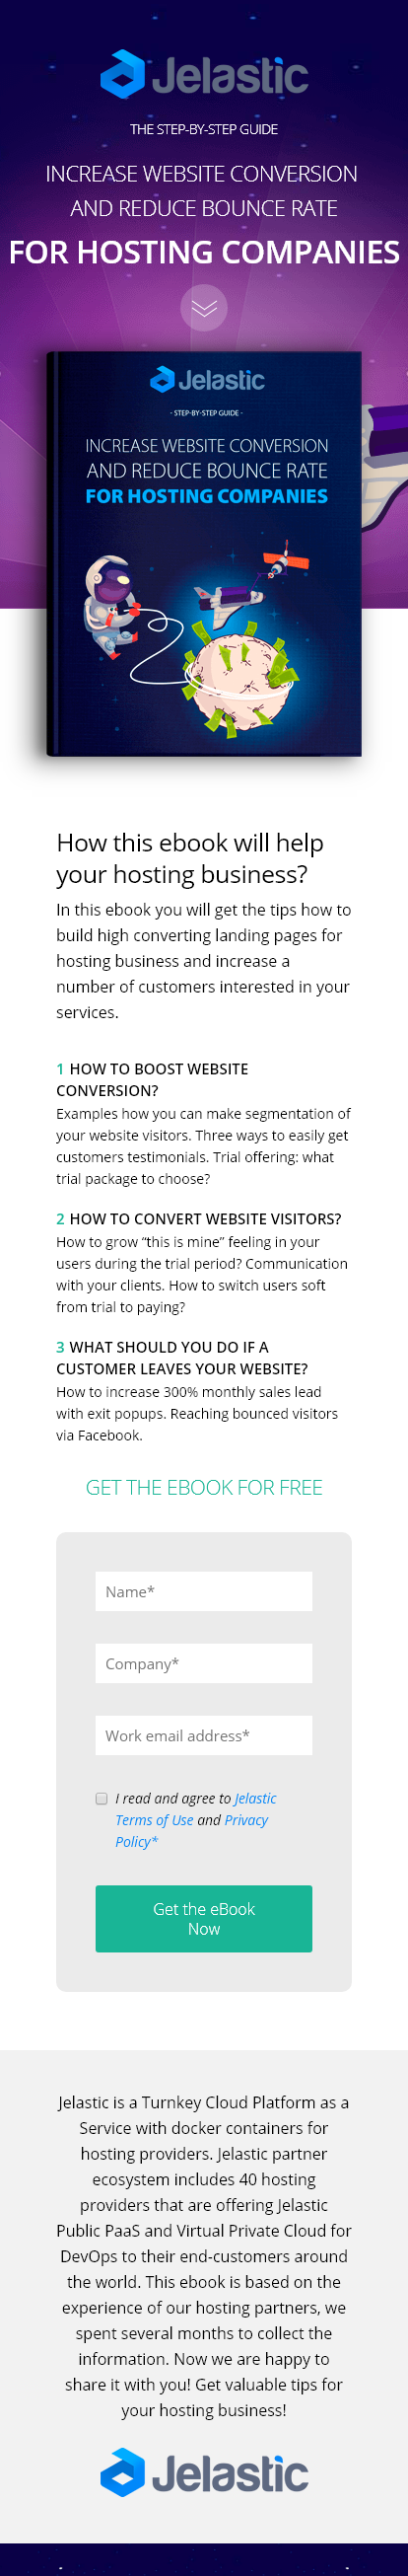 Jelastic
THE STEP-BY-STEP GUIDE
INCREASE WEBSITE CONVERSION
AND REDUCE BOUNCE RATE
FOR HOSTING COMPANIES
Jelastic
- STEP-BY-STEP GUIDE -
INCREASE WEBSITE CONVERSION
AND REDUCE BOUNCE RATE
FOR HOSTING COMPANIES
How this ebook will help
your hosting business?
In this ebook you will get the tips how to
build high converting landing pages for
hosting business and increase a
number of customers interested in your
services.
1 HOW TO BOOST WEBSITE
CONVERSION?
Examples how you can make segmentation of
your website visitors. Three ways to easily get
customers testimonials. Trial offering: what
trial package to choose?
2 HOW TO CONVERT WEBSITE VISITORS?
How to grow “this is mine” feeling in your
users during the trial period? Communication
with your clients. How to switch users soft
from trial to paying?
3 WHAT SHOULD YOU DO IF A
CUSTOMER LEAVES YOUR WEBSITE?
How to increase 300% monthly sales lead
with exit popups. Reaching bounced visitors
via Facebook.
GET THE EBOOK FOR FREE
Name*
Company*
Work email address*
I read and agree to Jelastic
Terms of Use and Privacy
Policy*
Get the eBook
Now
Jelastic is a Turnkey Cloud Platform as a
Service with docker containers for
hosting providers. Jelastic partner
ecosystem includes 40 hosting
providers that are offering Jelastic
Public PaaS and Virtual Private Cloud for
DevOps to their end-customers around
the world. This ebook is based on the
experience of our hosting partners, we
spent several months to collect the
information. Now we are happy to
share it with you! Get valuable tips for
your hosting business!
Jelastic